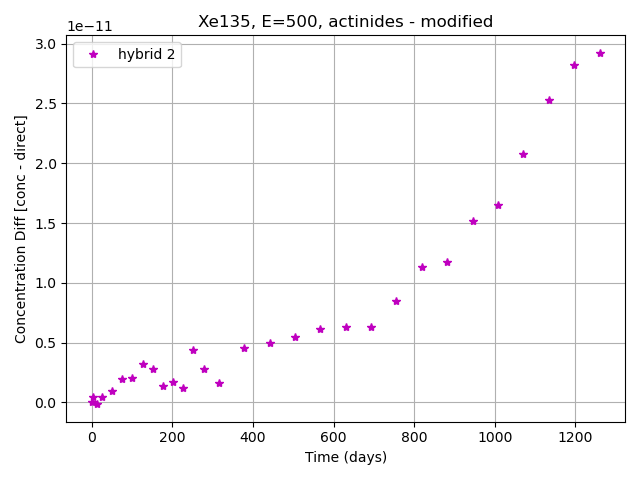 Xe135, E=500, actinides - modified
1e−11
hybrid 2
3.0
2.5
2.0
1.5
1.0
0.5
0.0
Concentration Diff [conc - direct]
0 200 400 600 800 1000 1200
Time (days)